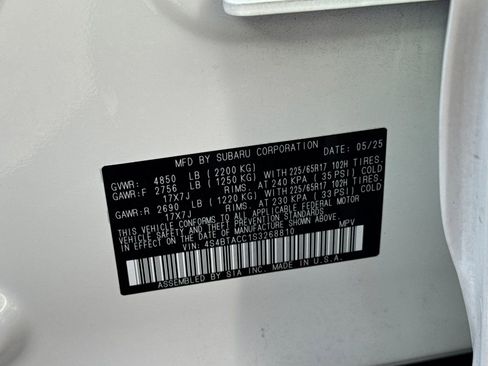 MFD BY SUBARU CORPORATION DATE: 05/25
GVWR: 4850 LB (2200 KG)
GAWR:F 2756 LB (1250 KG) WITH 225/65R17 102H TIRES.
17X7J RIMS. AT 240 KPA ( 35 PSI) COLD
GAWR:R 2690 LB (1220 KG) WITH 225/65R17 102H TIRES.
17X7J RIMS. AT 230 KPA ( 33 PSI) COLD
THIS VEHICLE CONFORMS TO ALL APPLICABLE FEDERAL MOTOR
VEHICLE SAFETY AND THEFT PREVENTION STANDARDS IN EFFECT ON THE DATE OF MANUFACTURE SHOWN ABOVE.
VIN: 4S4BTACC1S3268810 MPV
ASSEMBLED BY SIA INC. MADE IN U.S.A.